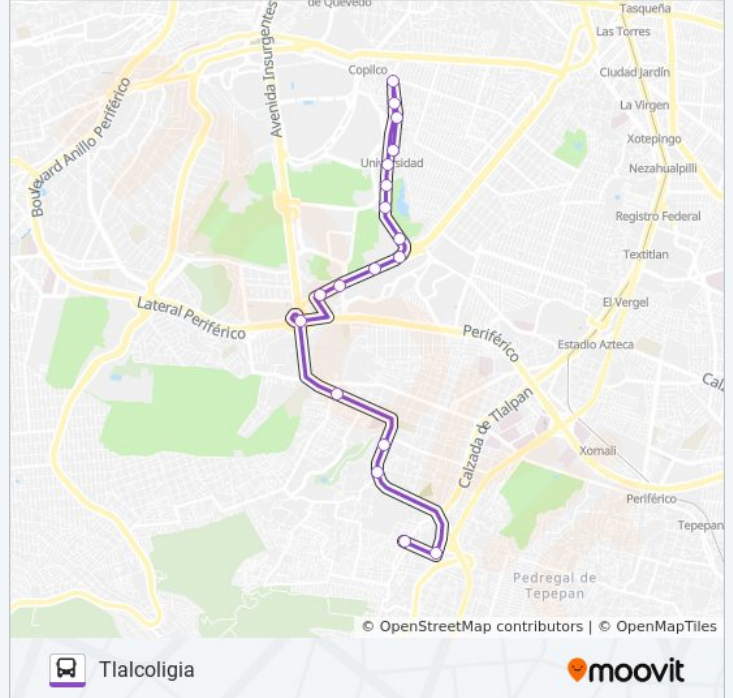 de Quevedo
Tasqueña
Las Torres
Copilco
Ciudad Jardín
Avenida Insurgentes
La Virgen
Boulevard Anillo Periférico
Xotepingo
Universidad
Nezahualpilli
Registro Federal
Textitlan
Lateral Periférico
El Vergel
Periférico
Estadio Azteca
Calzada de Tlalpan
Xomali
Periférico
Tepepan
Pedregal de
Tepepan
© OpenStreetMap contributors | © OpenMapTiles
Tlalcoligia
moovit